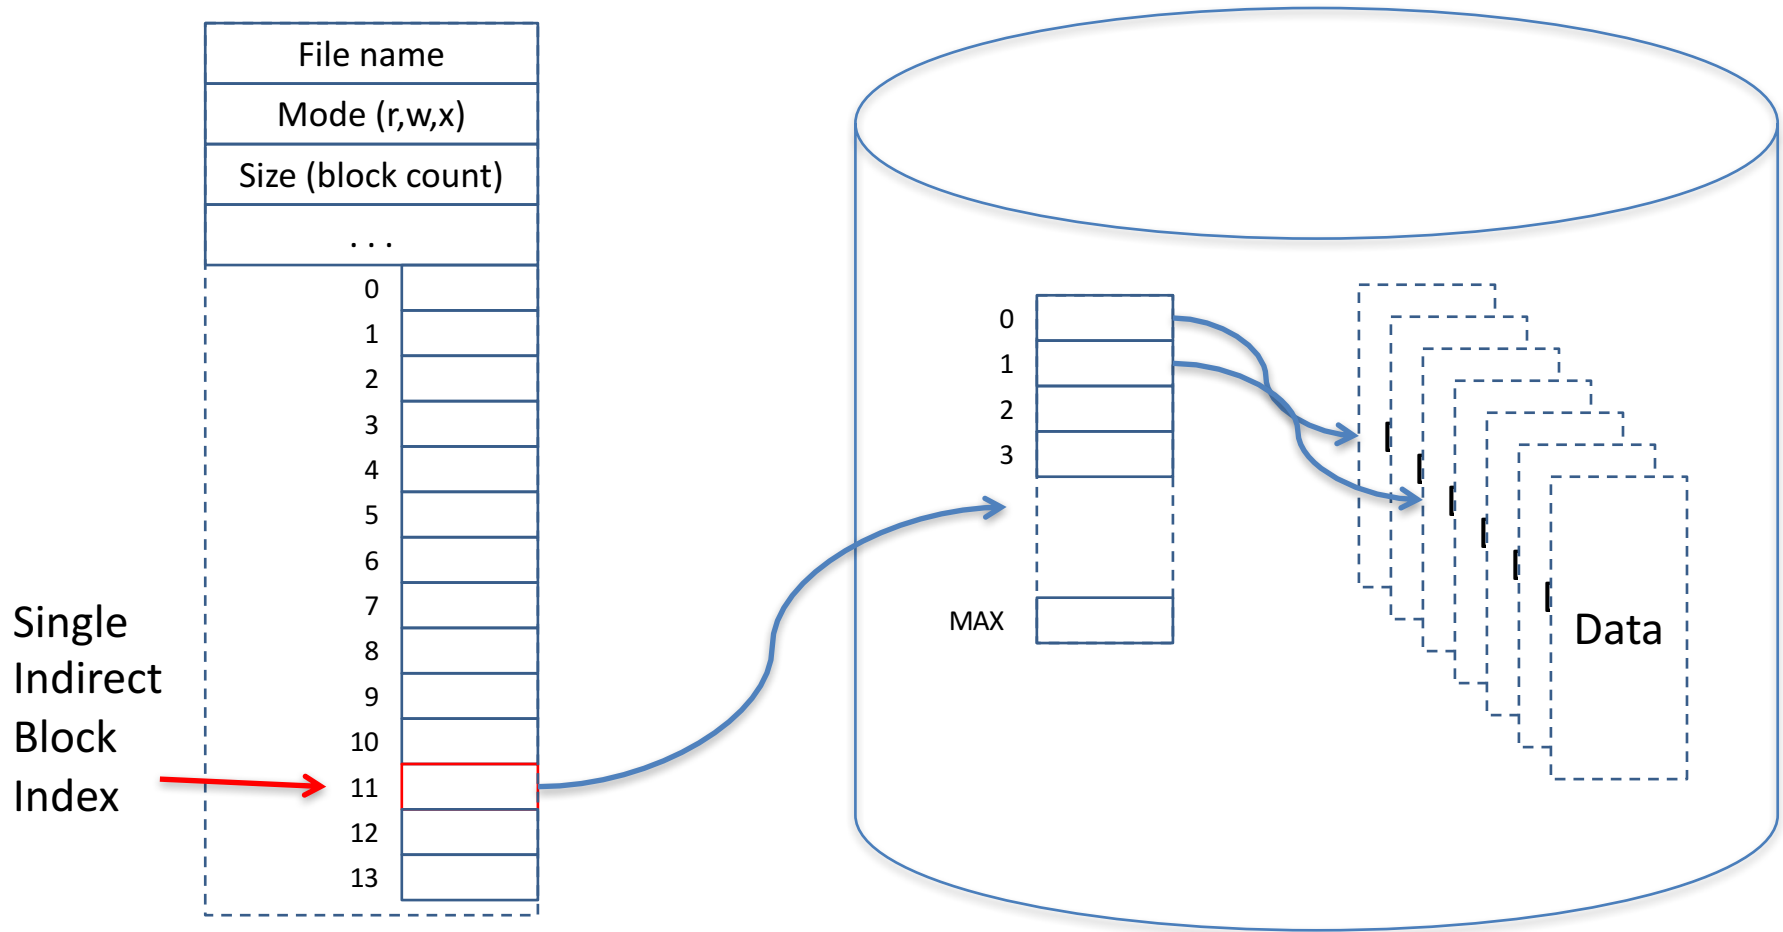 File name
Mode (r,w,x)
Size (block count)
. . .
0
1
2
3
4
5
6
7
8
9
10
11
12
13
Single
Indirect
Block
Index
0
1
2
3
MAX
Data